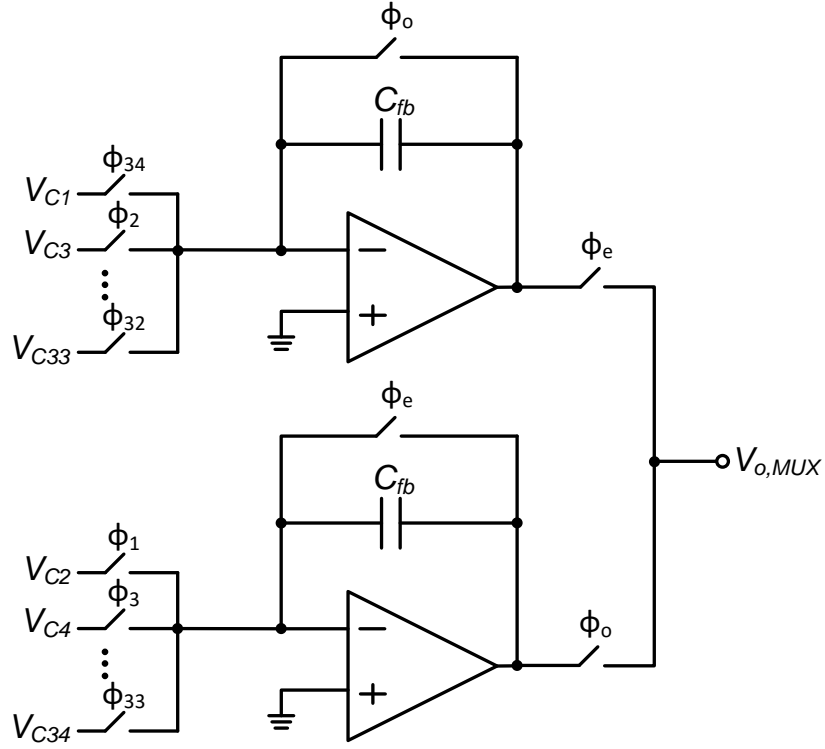 ϕo
Cfb
VC1 ϕ34
VC3 ϕ2
VC33 ϕ32
−
+
ϕe
ϕe
Cfb
Vo,MUX
VC2 ϕ1
VC4 ϕ3
VC34 ϕ33
−
+
ϕo